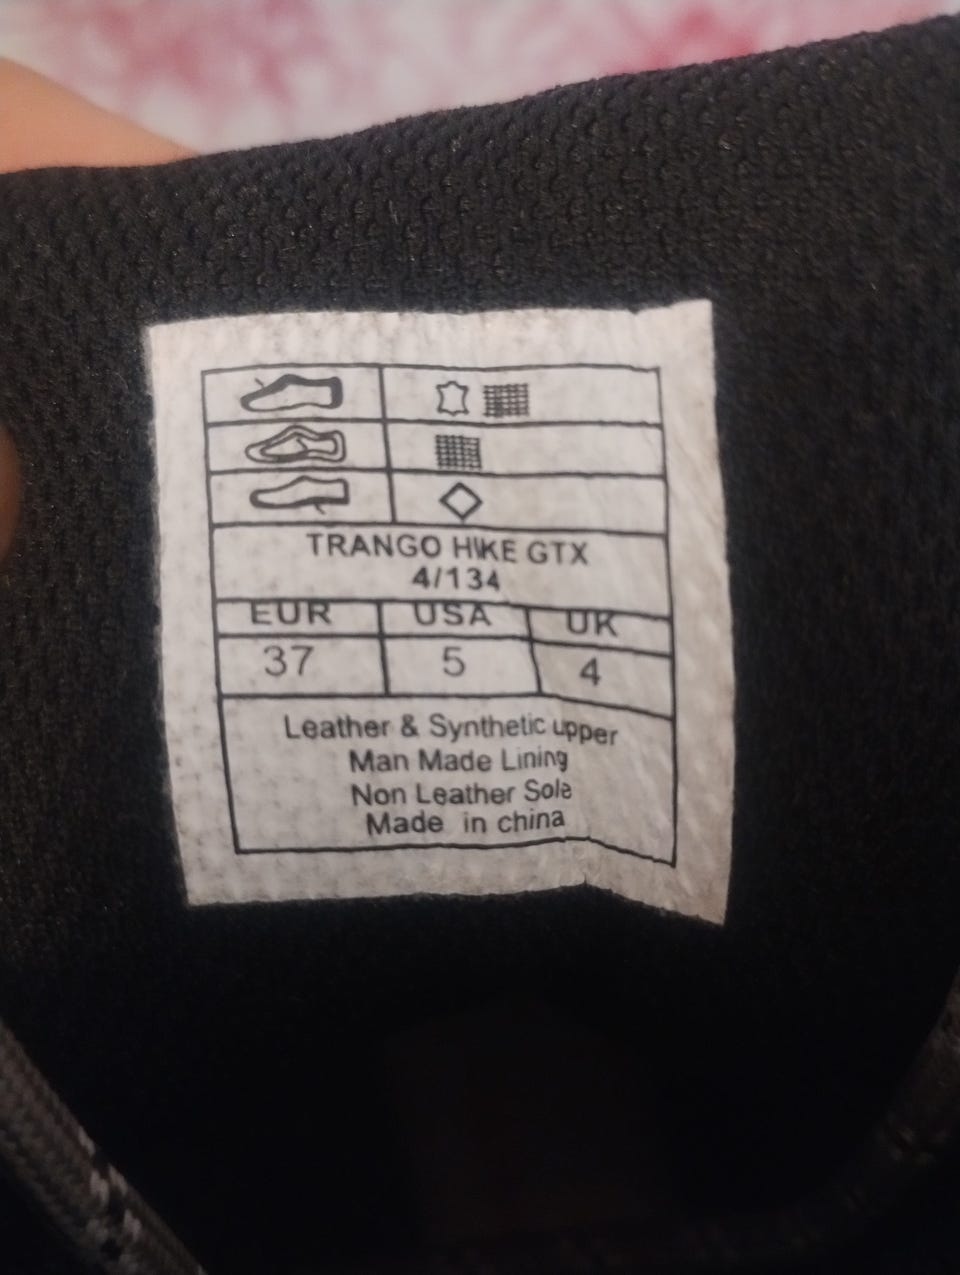 TRANGO HIKE GTX
4/134
EUR USA UK
37 5 4
Leather & Synthetic upper
Man Made Lining
Non Leather Sole
Made in china